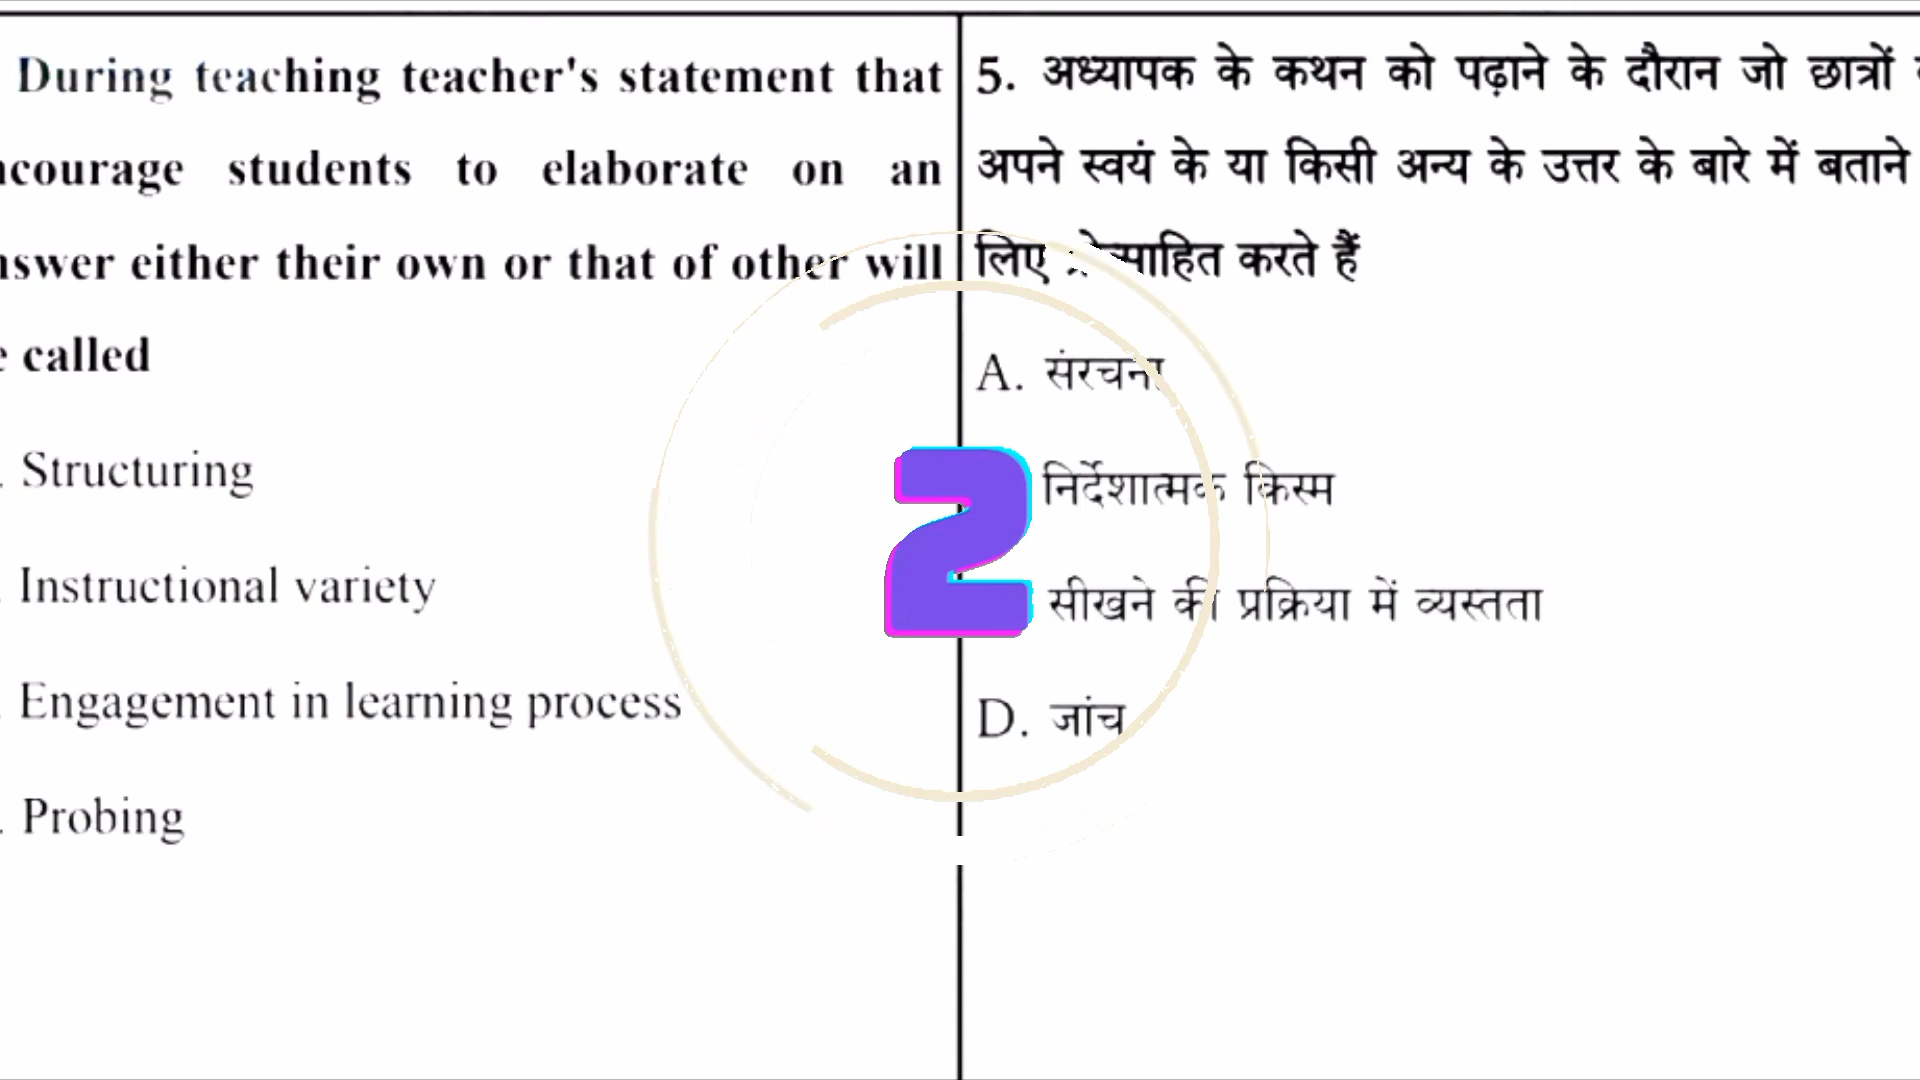 During teaching teacher's statement that
students to elaborate on an
either their own or that of other will
called
Structuring
Instructional variety
Engagement in learning process
Probing
5. अध्यापक के कथन को पढ़ाने के दौरान जो छात्रों
अपने स्वयं के या किसी अन्य के उत्तर के बारे में बताने
लिए करते हैं
A. संरचना
निर्देशात्मक किस्म
सीखने की प्रक्रिया में व्यस्तता
D. जांच
2